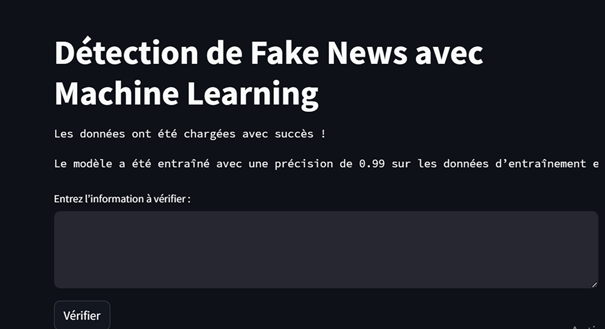 Détection de Fake News avec
Machine Learning
Les données ont été chargées avec succès !
Le modèle a été entraîné avec une précision de 0.99 sur les données d’entraînement e
Entrez l’information à vérifier :
Vérifier